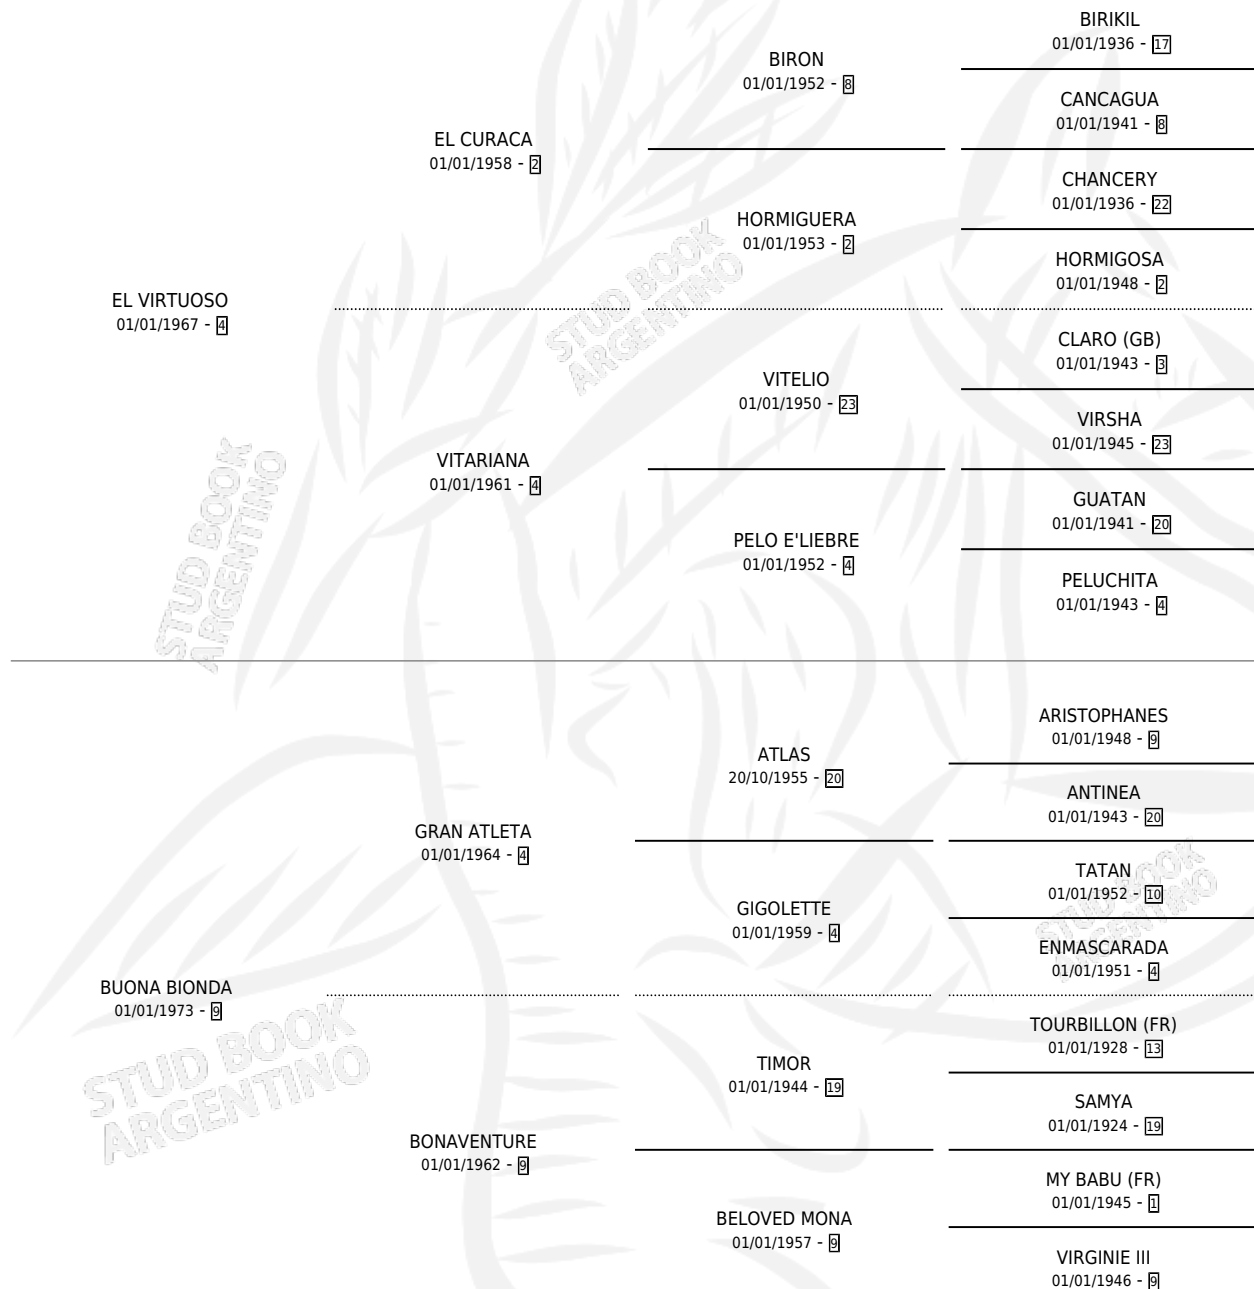 BIRIKIL
01/01/1936 - 17
BIRON
01/01/1952 - 8
CANCAGUA
01/01/1941 - 8
EL CURACA
01/01/1958 - 2
CHANCERY
01/01/1936 - 22
HORMIGUERA
01/01/1953 - 2
HORMIGOSA
01/01/1948 - 2
EL VIRTUOSO
01/01/1967 - 4
STUD BOOK
ARGENTINO
CLARO (GB)
01/01/1943 - 3
VITELIO
01/01/1950 - 23
VIRSHA
01/01/1945 - 23
VITARIANA
01/01/1961 - 4
GUATAN
01/01/1941 - 20
PELO E'LIEBRE
01/01/1952 - 4
PELUCHITA
01/01/1943 - 4
STUD BOOK
ARGENTINO
ARISTOPHANES
01/01/1948 - 9
ATLAS
20/10/1955 - 20
ANTINEA
01/01/1943 - 20
GRAN ATLETA
01/01/1964 - 4
TATAN
01/01/1952 - 10
GIGOLETTE
01/01/1959 - 4
ENMASCARADA
01/01/1951 - 4
STUD BOOK
ARGENTINO
BUONA BIONDA
01/01/1973 - 9
STUD BOOK
ARGENTINO
TOURBILLON (FR)
01/01/1928 - 13
TIMOR
01/01/1944 - 19
SAMYA
01/01/1924 - 19
BONAVENTURE
01/01/1962 - 9
MY BABU (FR)
01/01/1945 - 1
BELOVED MONA
01/01/1957 - 9
VIRGINIE III
01/01/1946 - 9